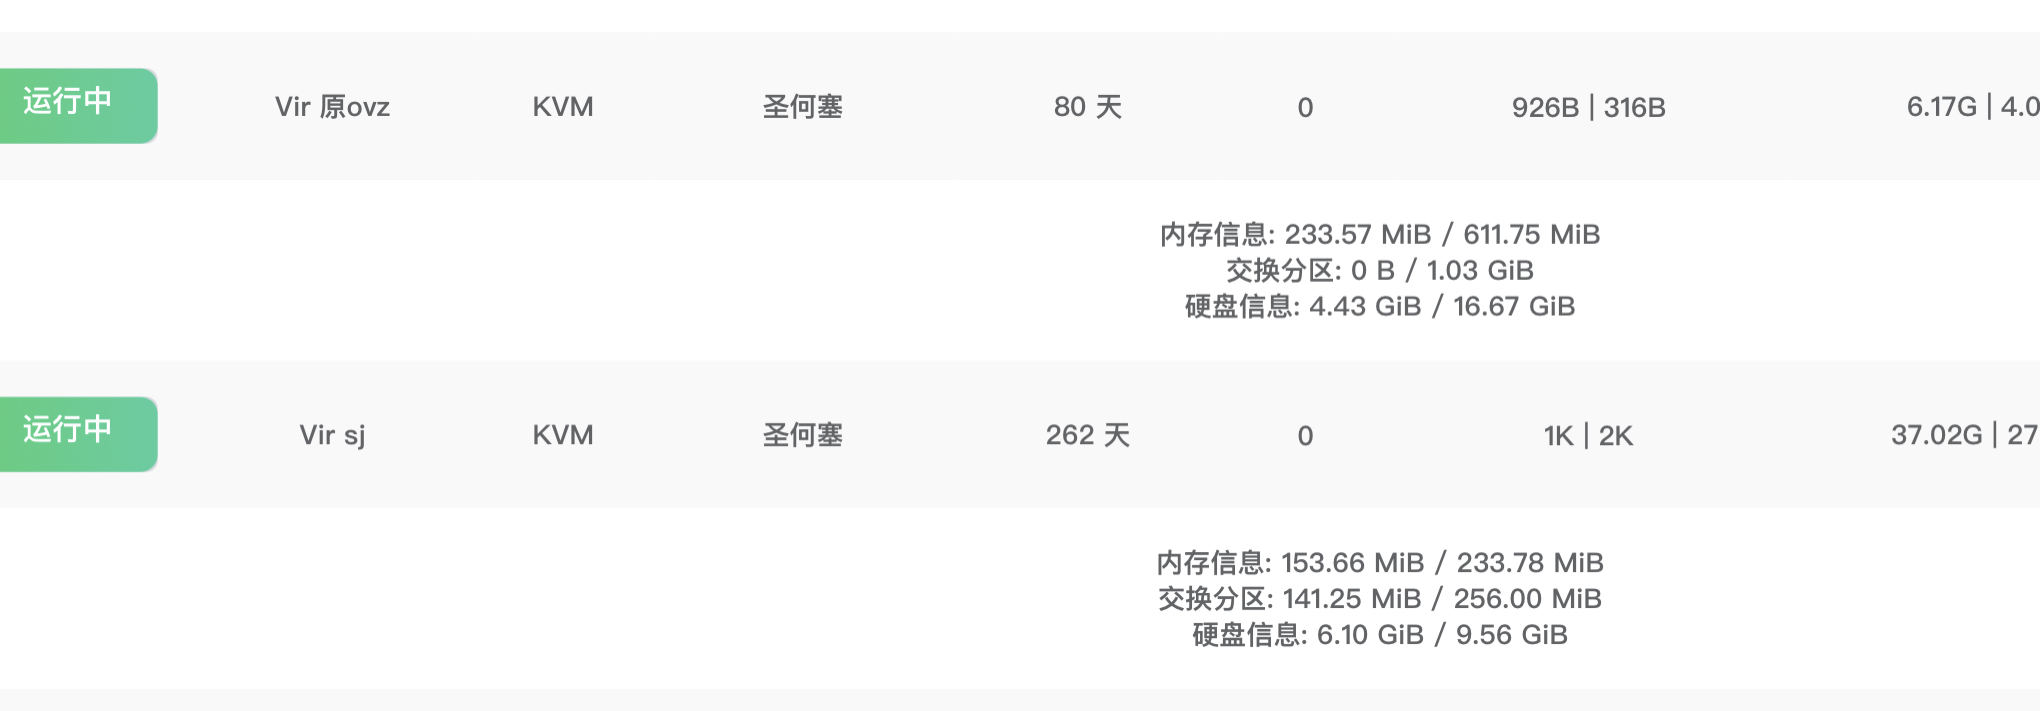 运行中 Vir 原ovz KVM 圣何塞 80 天 0 926B | 316B 6.17G | 4.0
内存信息: 233.57 MiB / 611.75 MiB
交换分区: 0 B / 1.03 GiB
硬盘信息: 4.43 GiB / 16.67 GiB
运行中 Vir sj KVM 圣何塞 262 天 0 1K | 2K 37.02G | 27
内存信息: 153.66 MiB / 233.78 MiB
交换分区: 141.25 MiB / 256.00 MiB
硬盘信息: 6.10 GiB / 9.56 GiB